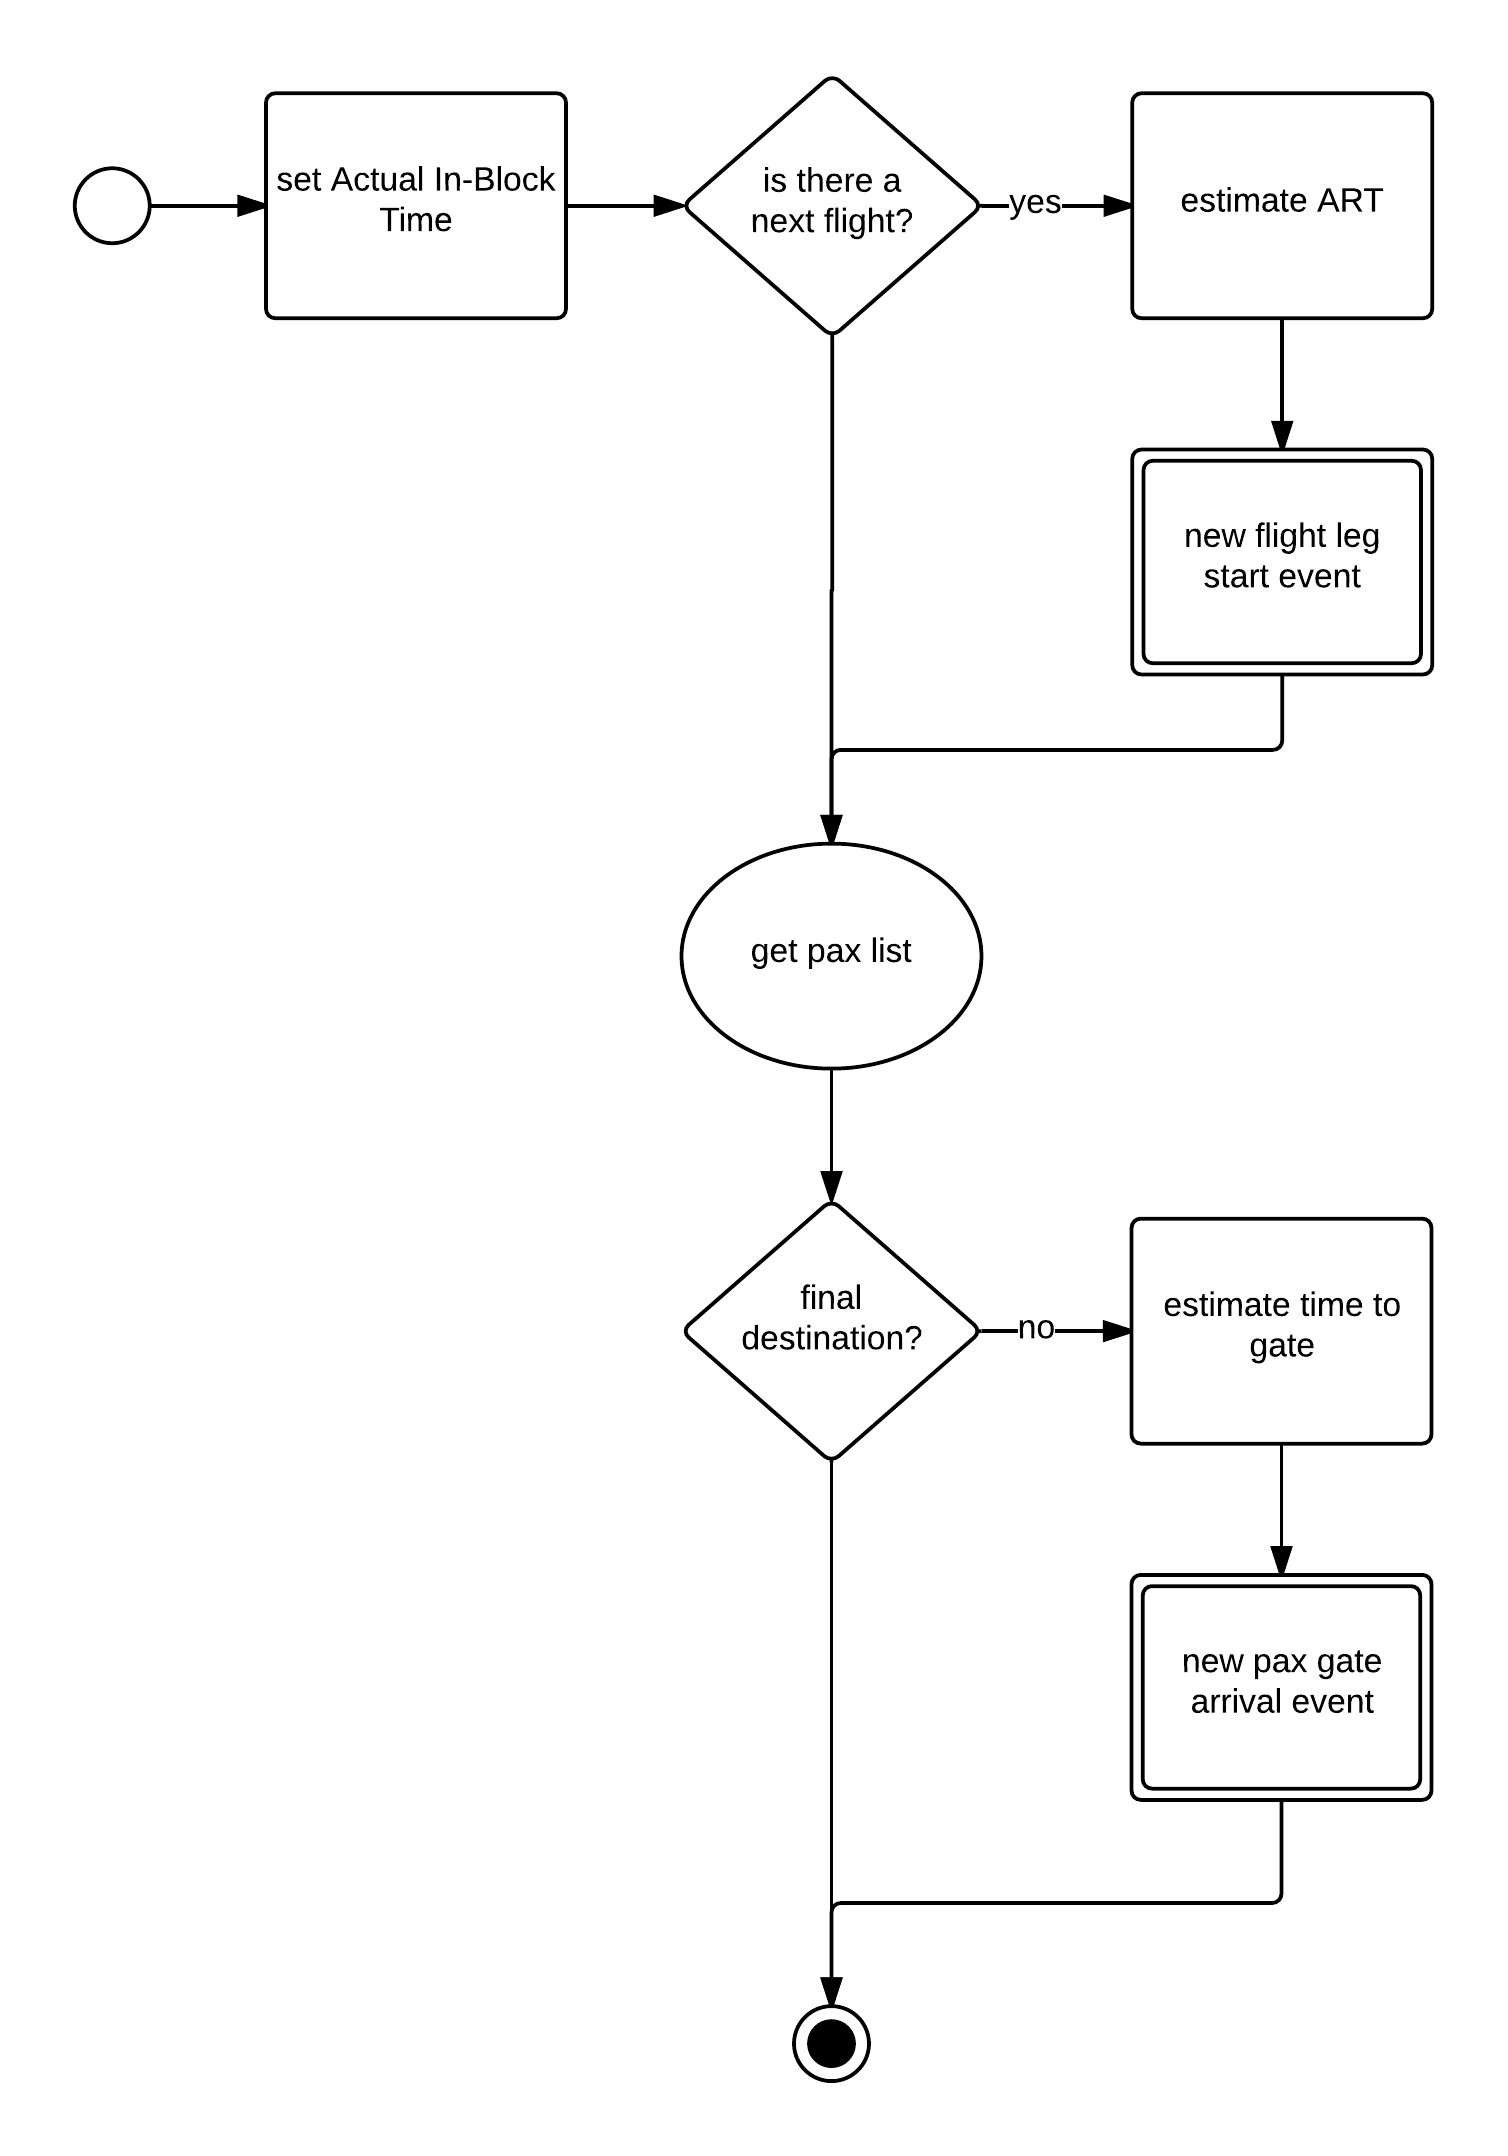 set Actual In-Block
Time
is there a
next flight?
yes
estimate ART
new flight leg
start event
get pax list
final
destination?
no
estimate time to
gate
new pax gate
arrival event